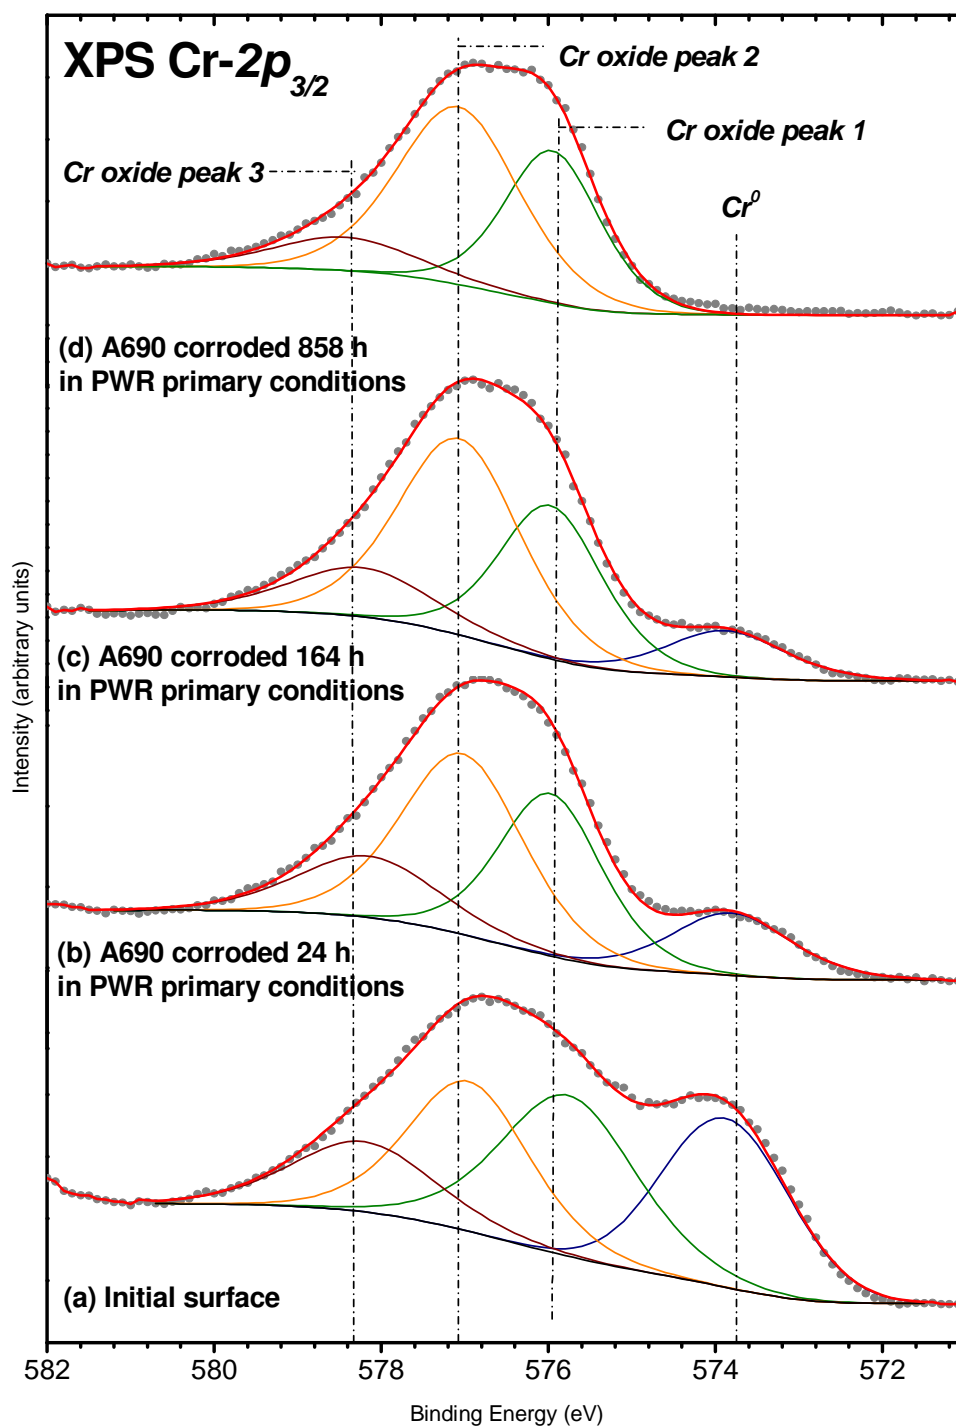 XPS Cr-2p3/2
Cr oxide peak 2
Cr oxide peak 1
Cr oxide peak 3
Cr0
(d) A690 corroded 858 h
in PWR primary conditions
(c) A690 corroded 164 h
in PWR primary conditions
(b) A690 corroded 24 h
in PWR primary conditions
(a) Initial surface
Intensity (arbitrary units)
582 580 578 576 574 572
Binding Energy (eV)